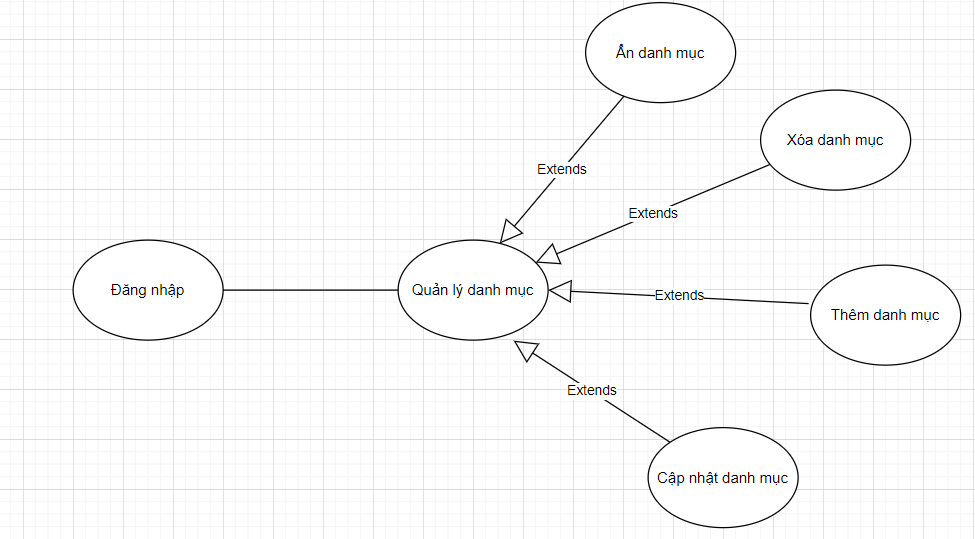 Ẩn danh mục
Xóa danh mục
Extends
Extends
Đăng nhập
Quản lý danh mục
Extends
Thêm danh mục
Extends
Cập nhật danh mục